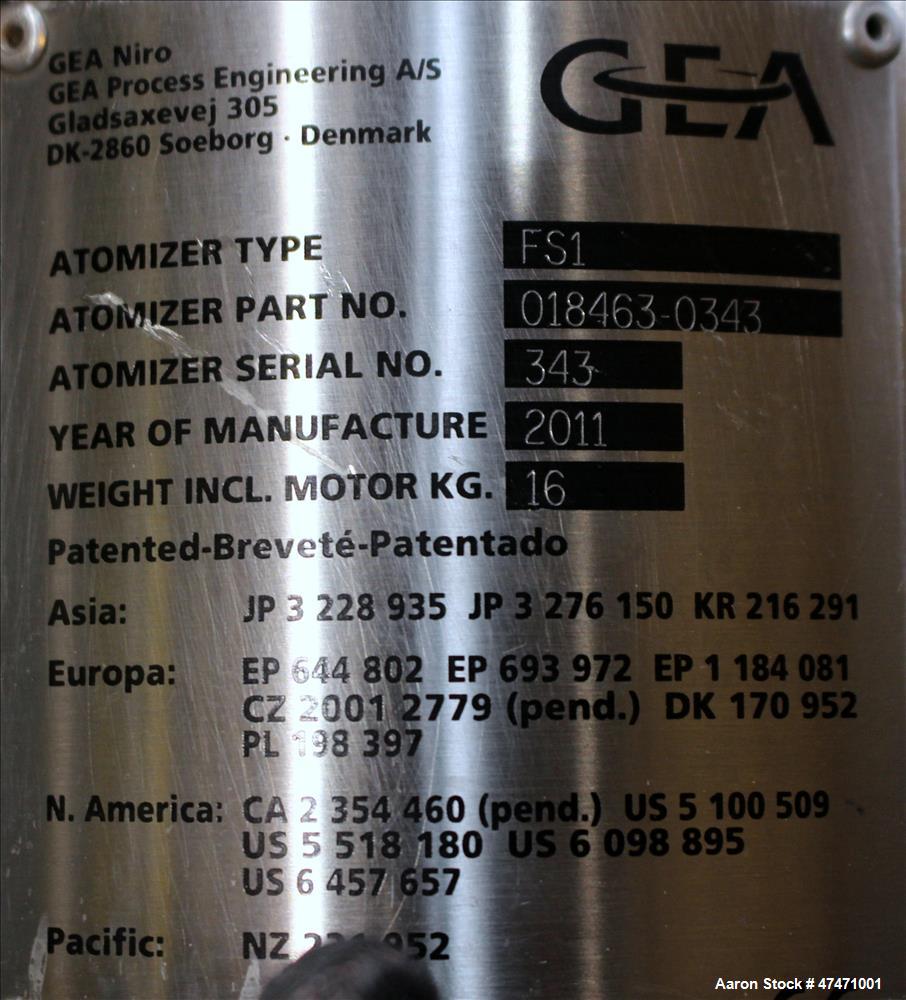 GEA Niro
GEA Process Engineering A/S
Gladsaxevej 305
DK-2860 Soeborg · Denmark
GEA
ATOMIZER TYPE FS1
ATOMIZER PART NO. 018463-0343
ATOMIZER SERIAL NO. 343
YEAR OF MANUFACTURE 2011
WEIGHT INCL. MOTOR KG. 16
Patented-Breveté-Patentado
Asia: JP 3 228 935 JP 3 276 150 KR 216 291
Europa: EP 644 802 EP 693 972 EP 1 184 081
CZ 2001 2779 (pend.) DK 170 952
PL 198 397
N. America: CA 2 354 460 (pend.) US 5 100 509
US 5 518 180 US 6 098 895
US 6 457 657
Pacific: NZ 952
Aaron Stock # 47471001